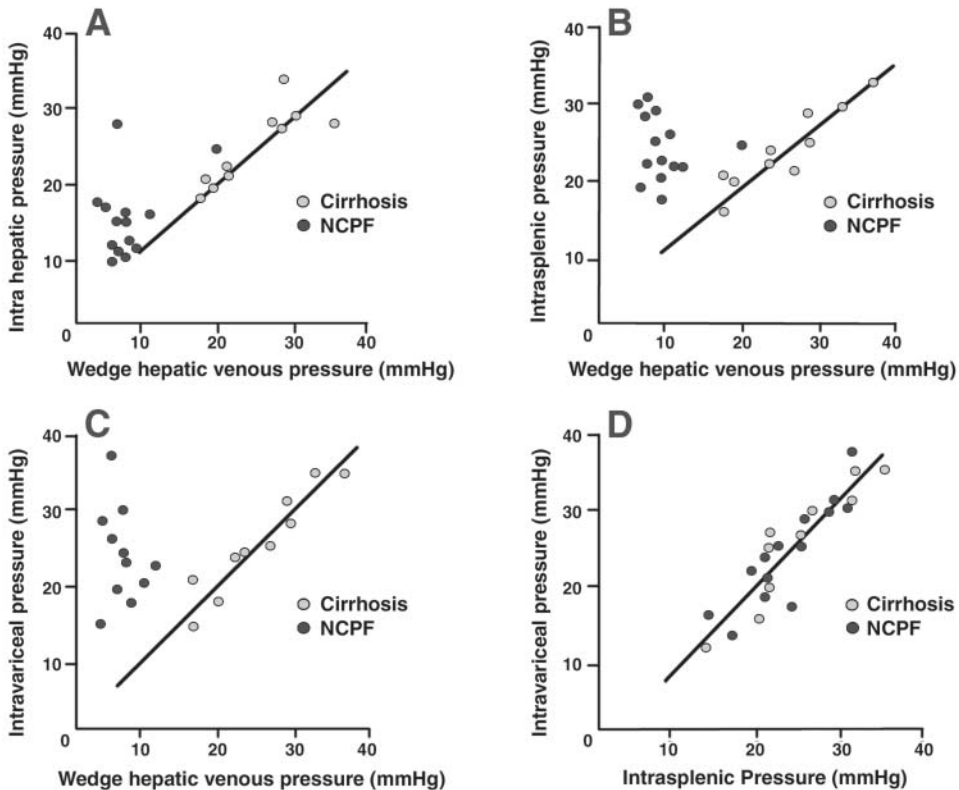 A
Intra hepatic pressure (mmHg)
40
30
20
10
0
10
20
30
40
Cirrhosis
NCPF
Wedge hepatic venous pressure (mmHg)
B
Intrasplenic pressure (mmHg)
40
30
20
10
0
10
20
30
40
Cirrhosis
NCPF
Wedge hepatic venous pressure (mmHg)
C
Intravariceal pressure (mmHg)
40
30
20
10
0
10
20
30
40
Cirrhosis
NCPF
Wedge hepatic venous pressure (mmHg)
D
Intravariceal pressure (mmHg)
40
30
20
10
0
10
20
30
40
Cirrhosis
NCPF
Intrasplenic Pressure (mmHg)